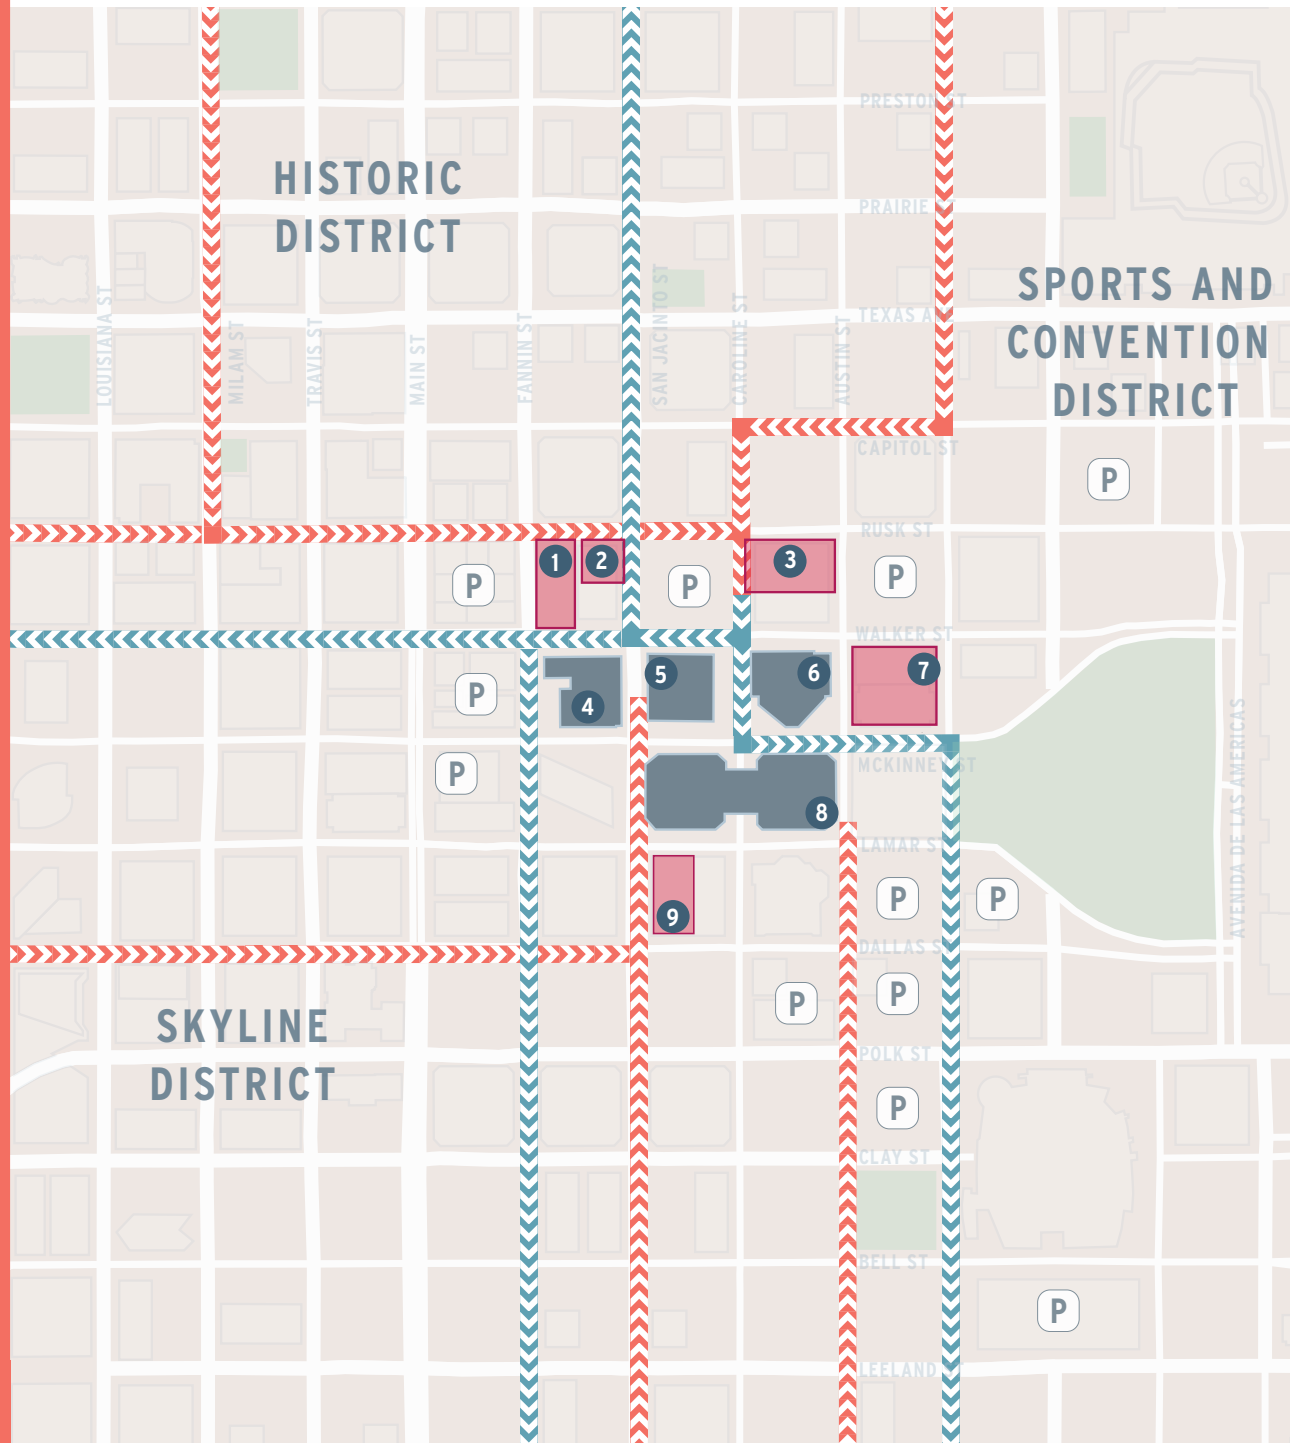 PRESTON ST
HISTORIC
DISTRICT
PRAIRIE ST
SPORTS AND
CONVENTION
DISTRICT
TEXAS AVE
LOUISIANA ST
MILAM ST
TRAVIS ST
MAIN ST
FANNIN ST
SAN JACINTO ST
CAROLINE ST
AUSTIN ST
CAPITOL ST
P
RUSK ST
1
2
3
P
P
P
WALKER ST
P
4
5
6
7
AVENIDA DE LAS AMERICAS
P
MCKINNEY ST
8
LAMAR ST
9
P
P
DALLAS ST
P
P
SKYLINE
DISTRICT
POLK ST
P
CLAY ST
BELL ST
P
LEELAND ST